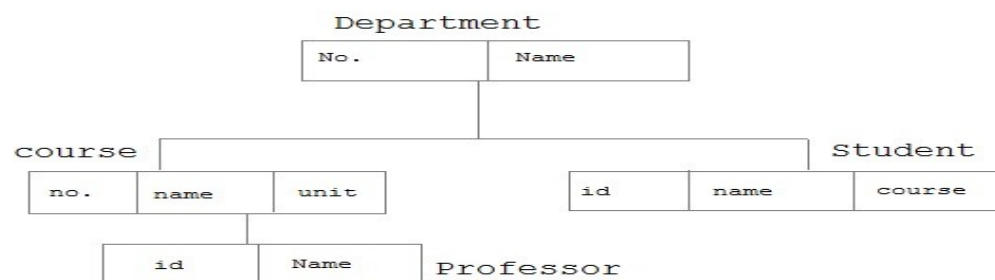 Department
No. Name
course Student
no. name unit id name course
id Name Professor